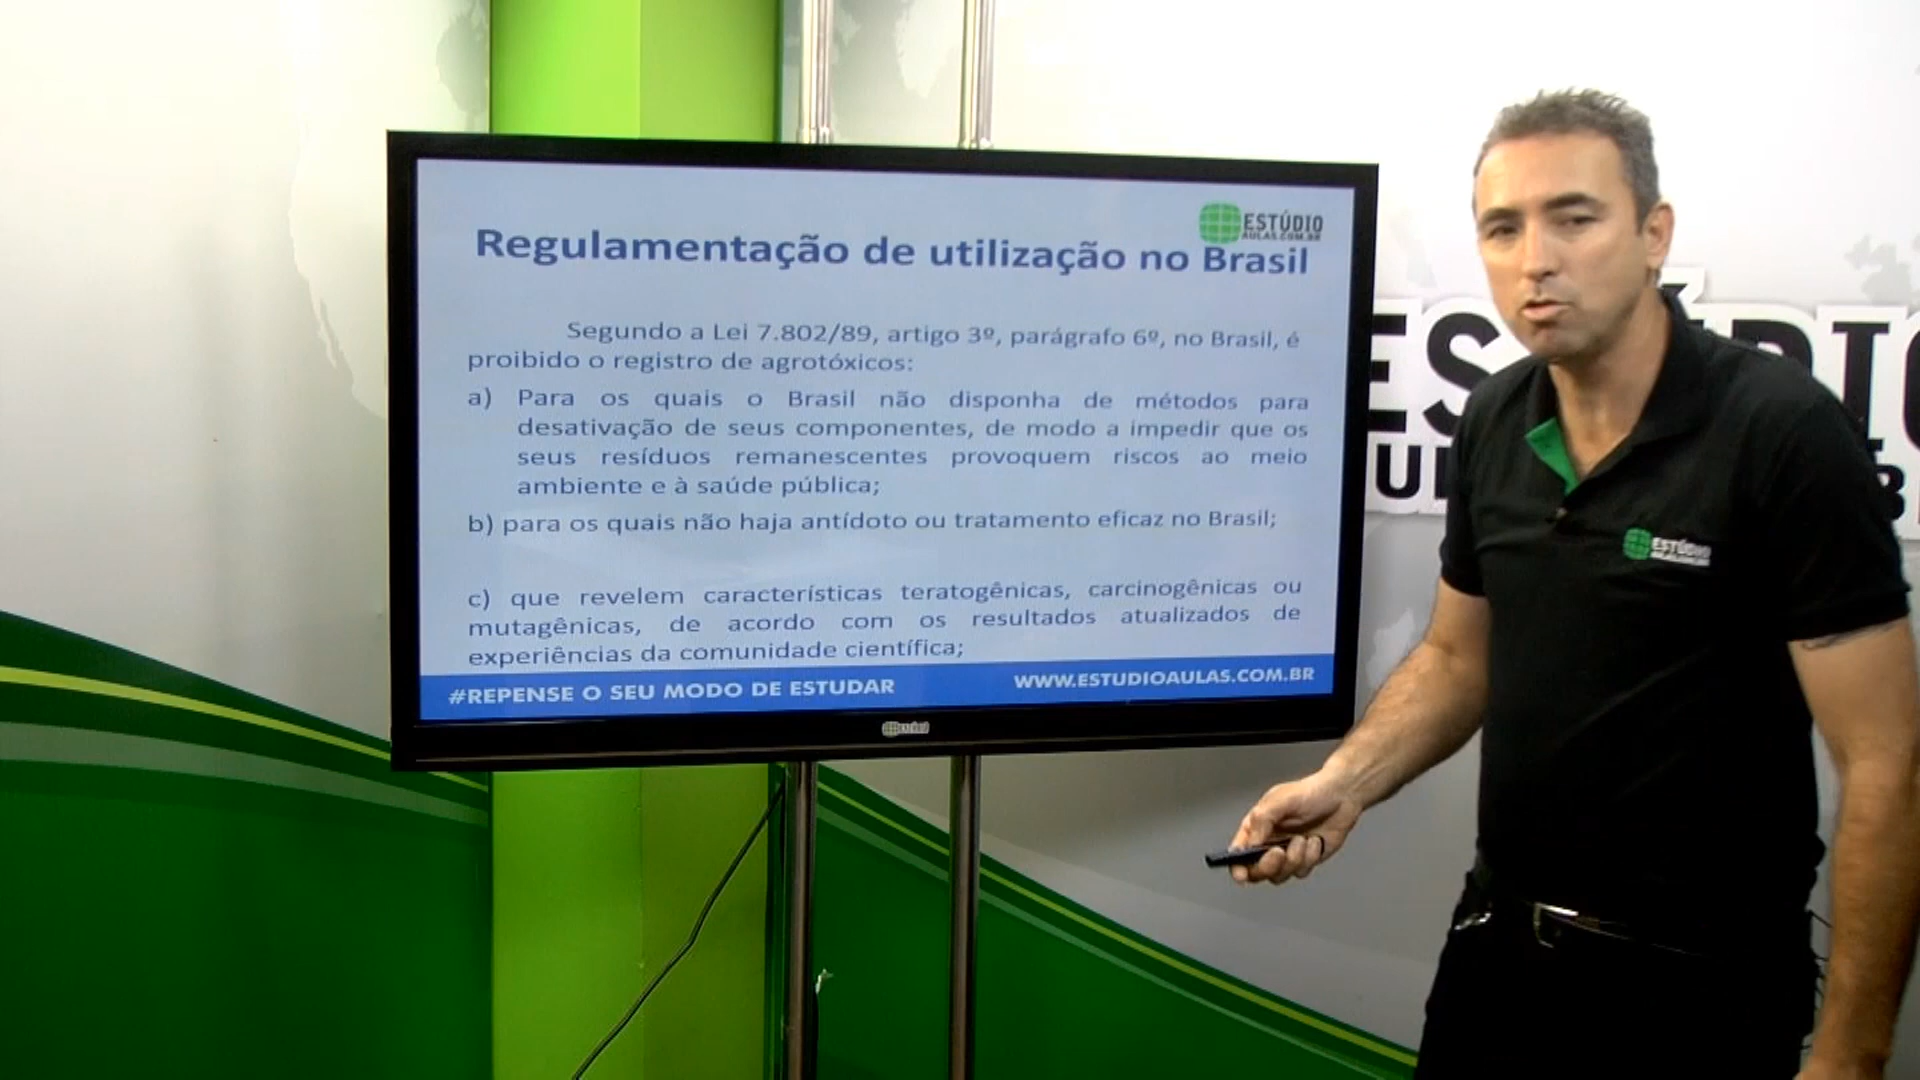 ESTÚDIO
AULAS.COM.BR
Regulamentação de utilização no Brasil
Segundo a Lei 7.802/89, artigo 3º, parágrafo 6º, no Brasil, é
proibido o registro de agrotóxicos:
a) Para os quais o Brasil não disponha de métodos para
desativação de seus componentes, de modo a impedir que os
seus resíduos remanescentes provoquem riscos ao meio
ambiente e à saúde pública;
b) para os quais não haja antídoto ou tratamento eficaz no Brasil;
c) que revelem características teratogênicas, carcinogênicas ou
mutagênicas, de acordo com os resultados atualizados de
experiências da comunidade científica;
#REPENSE O SEU MODO DE ESTUDAR
WWW.ESTUDIOAULAS.COM.BR
ESTÚDIO